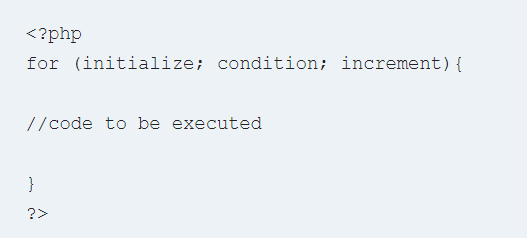 <?php
for (initialize; condition; increment){
//code to be executed
}
?>